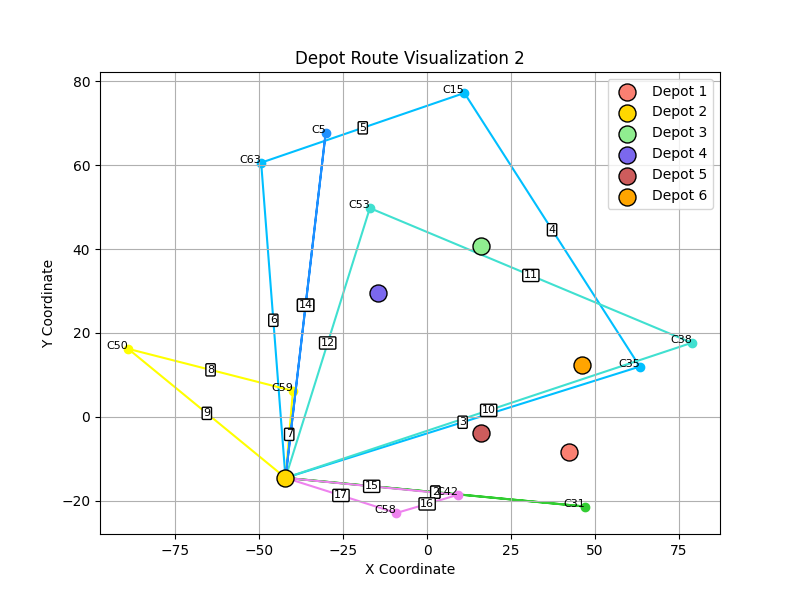 Depot Route Visualization 2
Depot 1
Depot 2
Depot 3
Depot 4
Depot 5
Depot 6
80
60
40
20
0
−20
−75
−50
−25
0
25
50
75
X Coordinate
Y Coordinate
C15
C5
5
C63
C53
4
11
14
6
12
C38
C35
C50
8
C59
9
10
3
7
15
2
C42
17
16
C58
C31